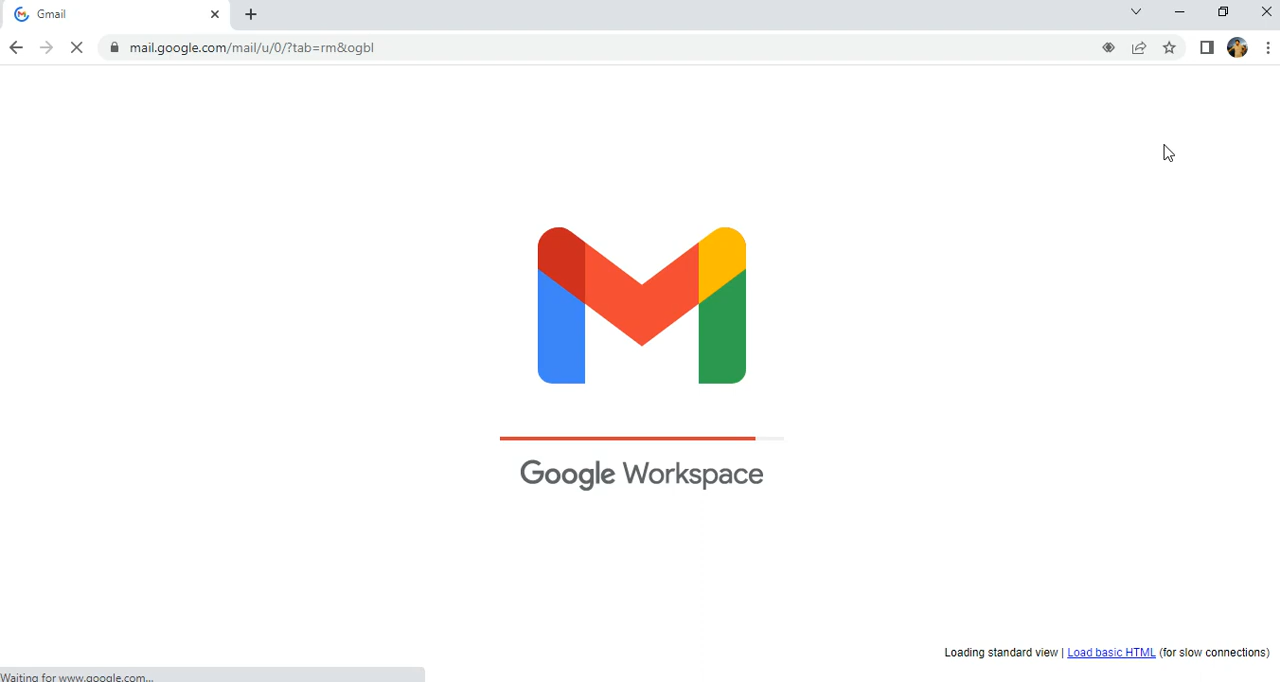 Gmail
mail.google.com/mail/u/0/?tab=rm&ogbl
Google Workspace
Loading standard view | Load basic HTML (for slow connections)
Waiting for www.google.com...